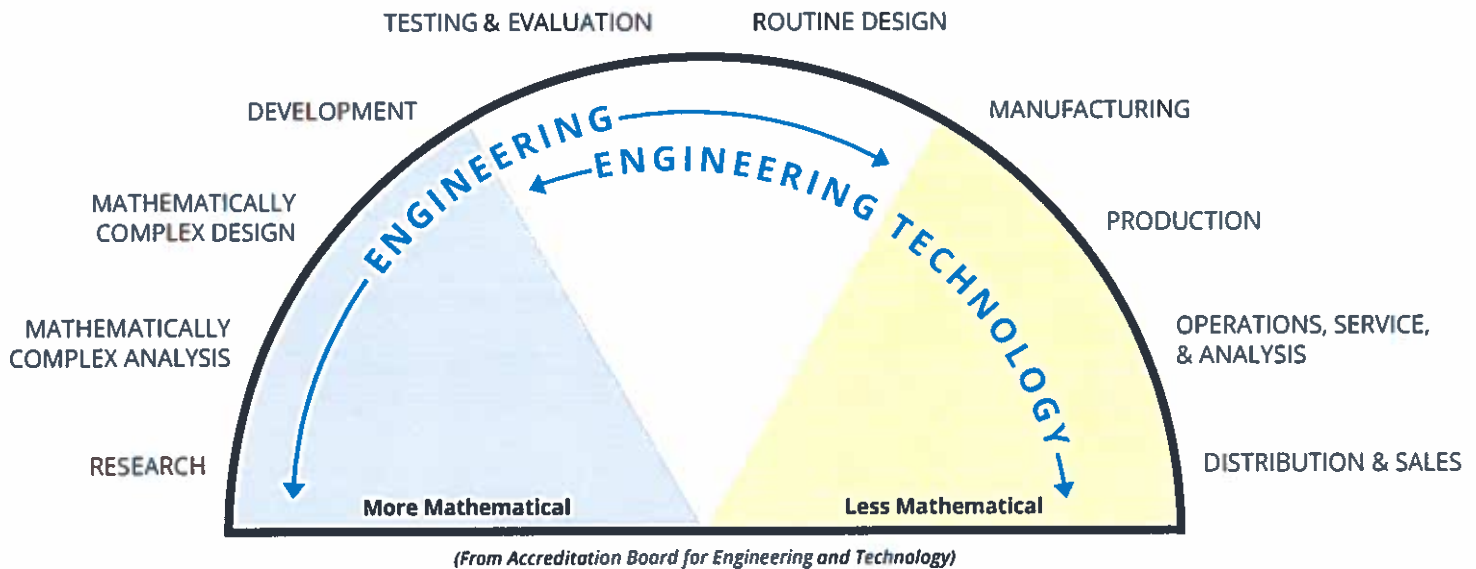 TESTING & EVALUATION
ROUTINE DESIGN
DEVELOPMENT
MANUFACTURING
ENGINEERING
ENGINEERING TECHNOLOGY
MATHEMATICALLY
COMPLEX DESIGN
PRODUCTION
MATHEMATICALLY
COMPLEX ANALYSIS
OPERATIONS, SERVICE,
& ANALYSIS
RESEARCH
DISTRIBUTION & SALES
More Mathematical
Less Mathematical
(From Accreditation Board for Engineering and Technology)